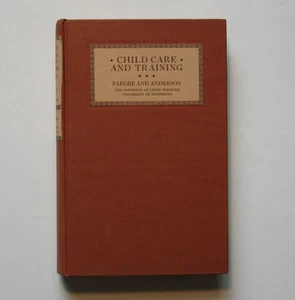 • CHILD CARE •
AND TRAINING
FAEGRE AND ANDERSON
THE INSTITUTE OF CHILD WELFARE
UNIVERSITY OF MINNESOTA